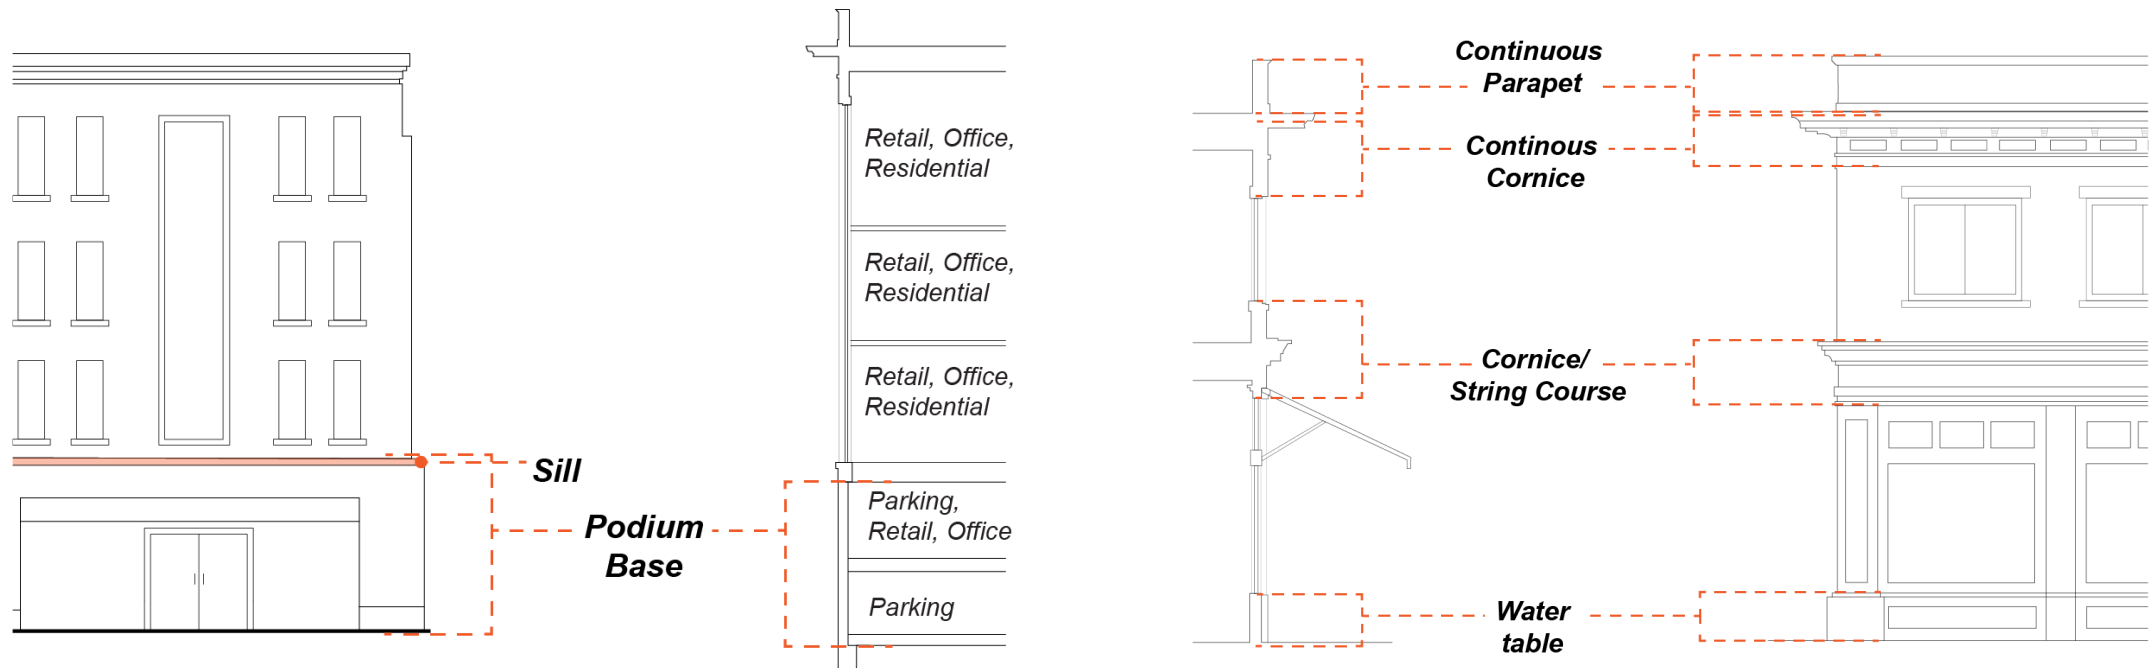 Sill
Podium
Base
Retail, Office,
Residential
Retail, Office,
Residential
Retail, Office,
Residential
Parking,
Retail, Office
Parking
Continuous
Parapet
Continous
Cornice
Cornice/
String Course
Water
table